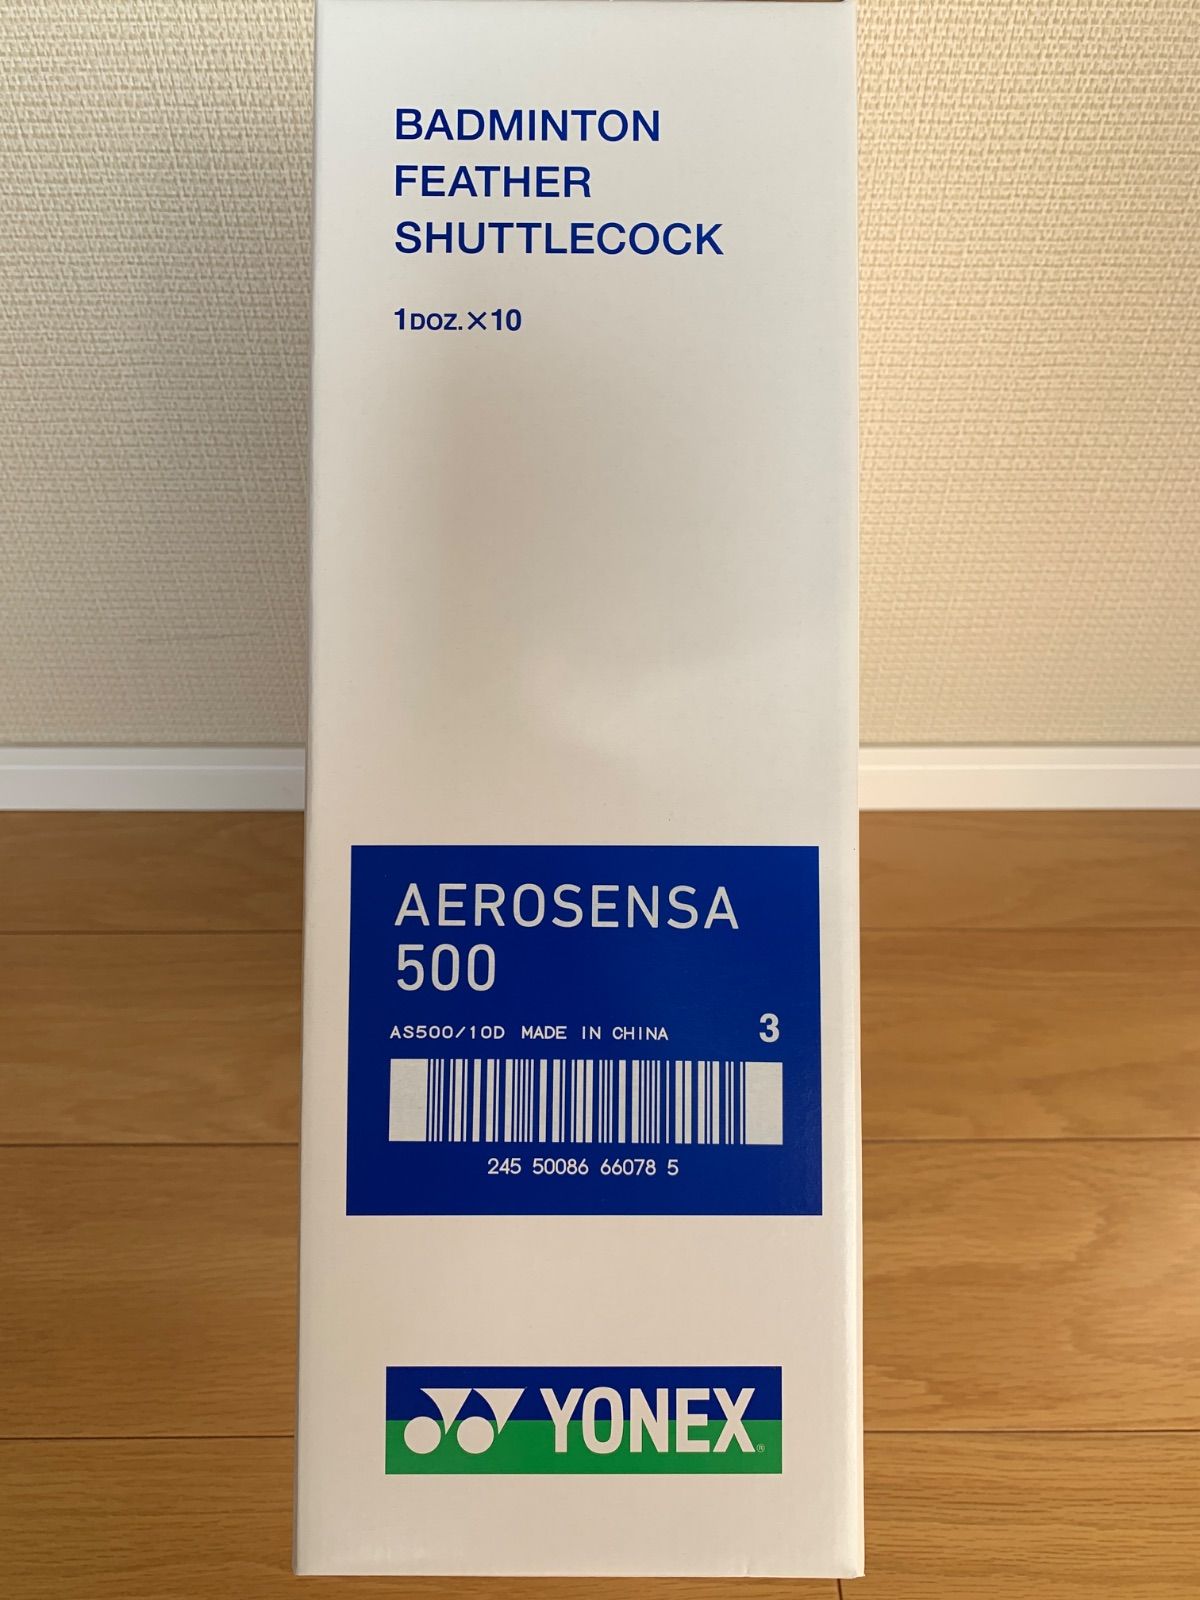 BADMINTON
FEATHER
SHUTTLECOCK
1DOZ.×10
AEROSENSA
500
AS500/10D MADE IN CHINA 3
245 50086 66078 5
YONEX®